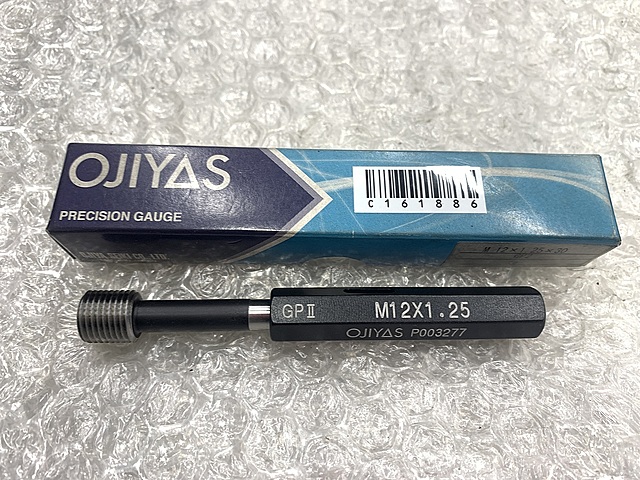 OJIYAS
PRECISION GAUGE
C161886
GPⅡ
M12X1.25
OJIYAS P003277